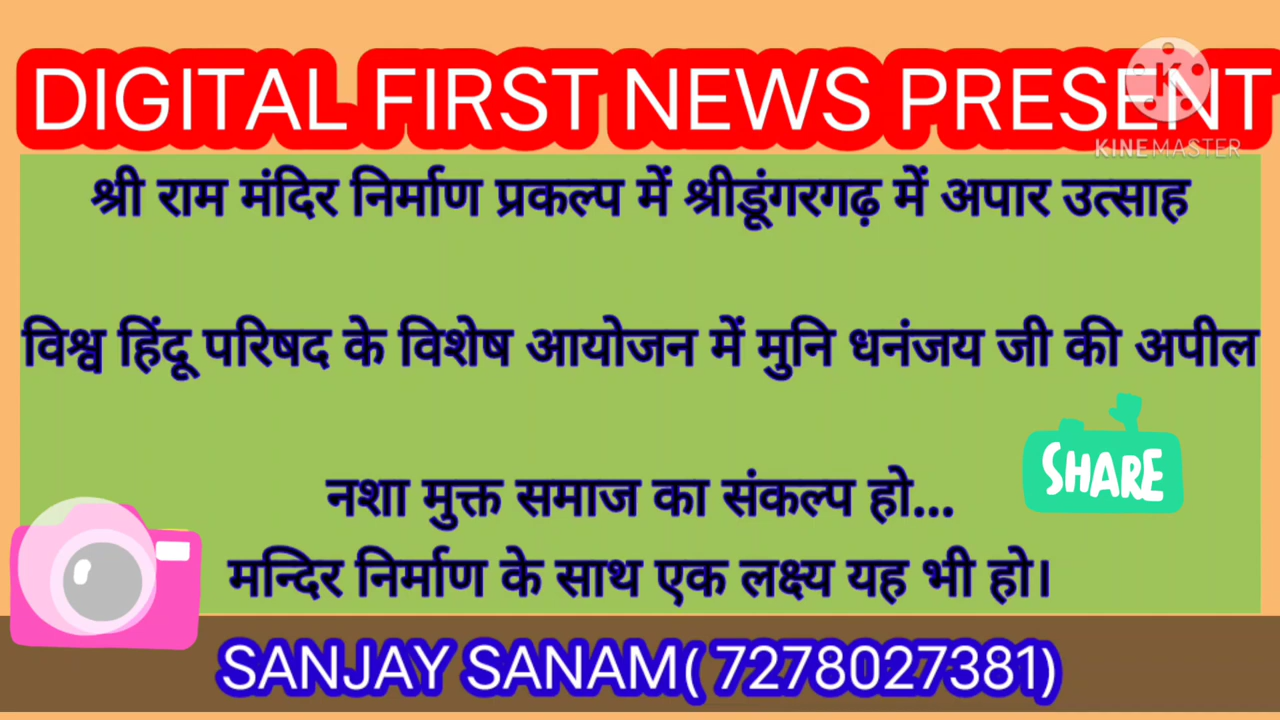 DIGITAL FIRST NEWS PRESENT
KINEMASTER
श्री राम मंदिर निर्माण प्रकल्प में श्रीडूंगरगढ़ में अपार उत्साह
विश्व हिंदू परिषद के विशेष आयोजन में मुनि धनंजय जी की अपील
SHARE
नशा मुक्त समाज का संकल्प हो...
मन्दिर निर्माण के साथ एक लक्ष्य यह भी हो।
SANJAY SANAM( 7278027381)